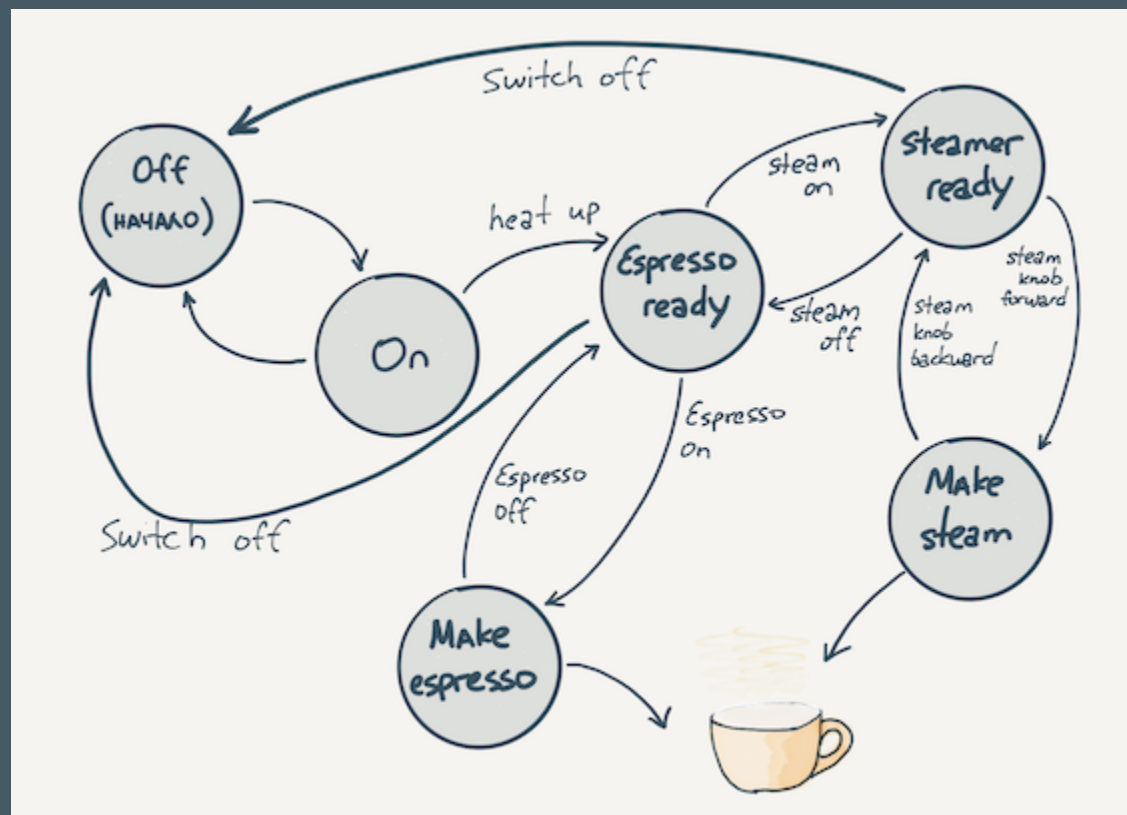 Switch off
Off
(НАЧАЛО)
On
heat up
Espresso
ready
steam
on
steamer
ready
steam
off
steam
knob
forward
steam
knob
backward
Espresso
On
Espresso
off
Switch off
Make
espresso
Make
steam